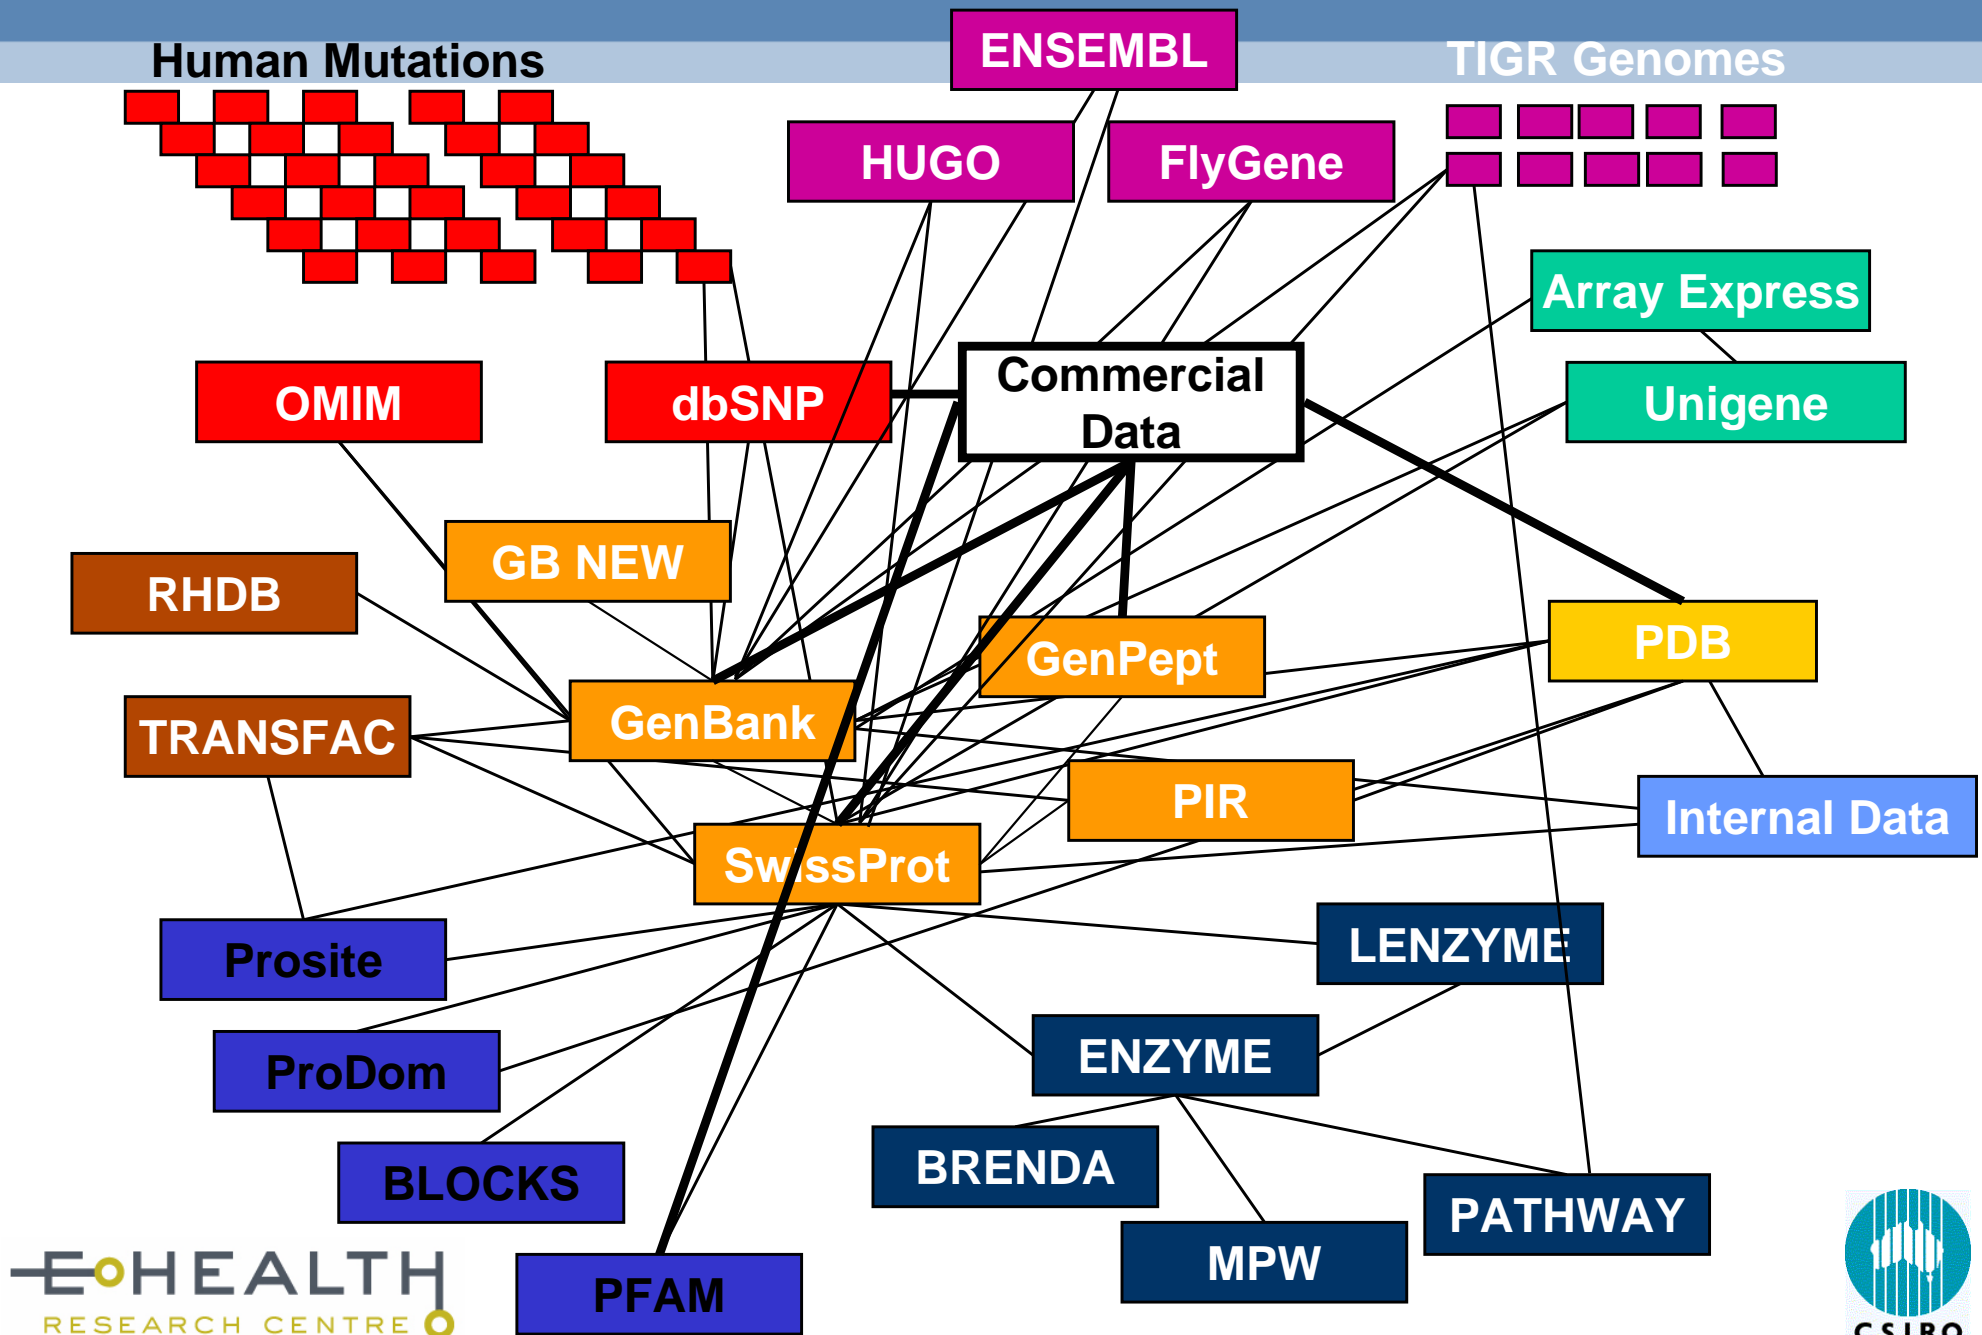 Human Mutations
ENSEMBL
TIGR Genomes
HUGO
FlyGene
Array Express
Commercial
Data
OMIM
dbSNP
Unigene
GB NEW
RHDB
GenPept
PDB
GenBank
TRANSFAC
PIR
Internal Data
SwissProt
Prosite
LENZYME
ProDom
ENZYME
BLOCKS
BRENDA
PATHWAY
MPW
PFAM
E-HEALTH
RESEARCH CENTRE
CSIRO